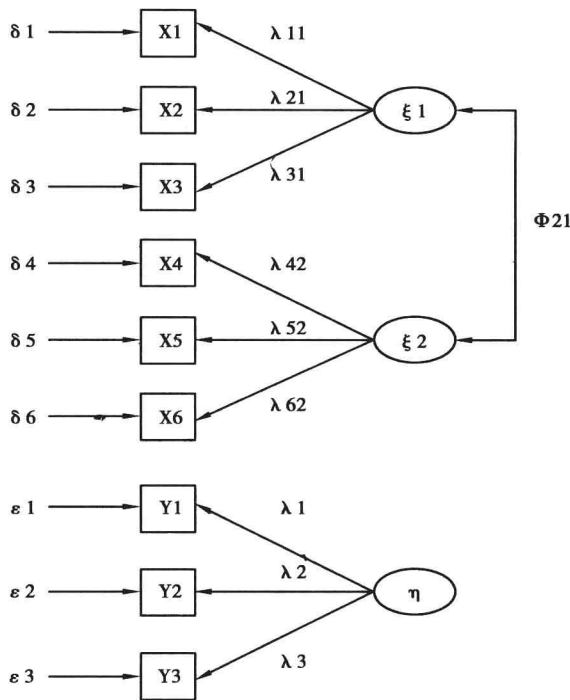 δ 1 X1 λ 11
δ 2 X2 λ 21 ξ 1
δ 3 X3 λ 31
Φ21
δ 4 X4 λ 42
δ 5 X5 λ 52 ξ 2
δ 6 X6 λ 62
ε 1 Y1 λ 1
ε 2 Y2 λ 2 η
ε 3 Y3 λ 3